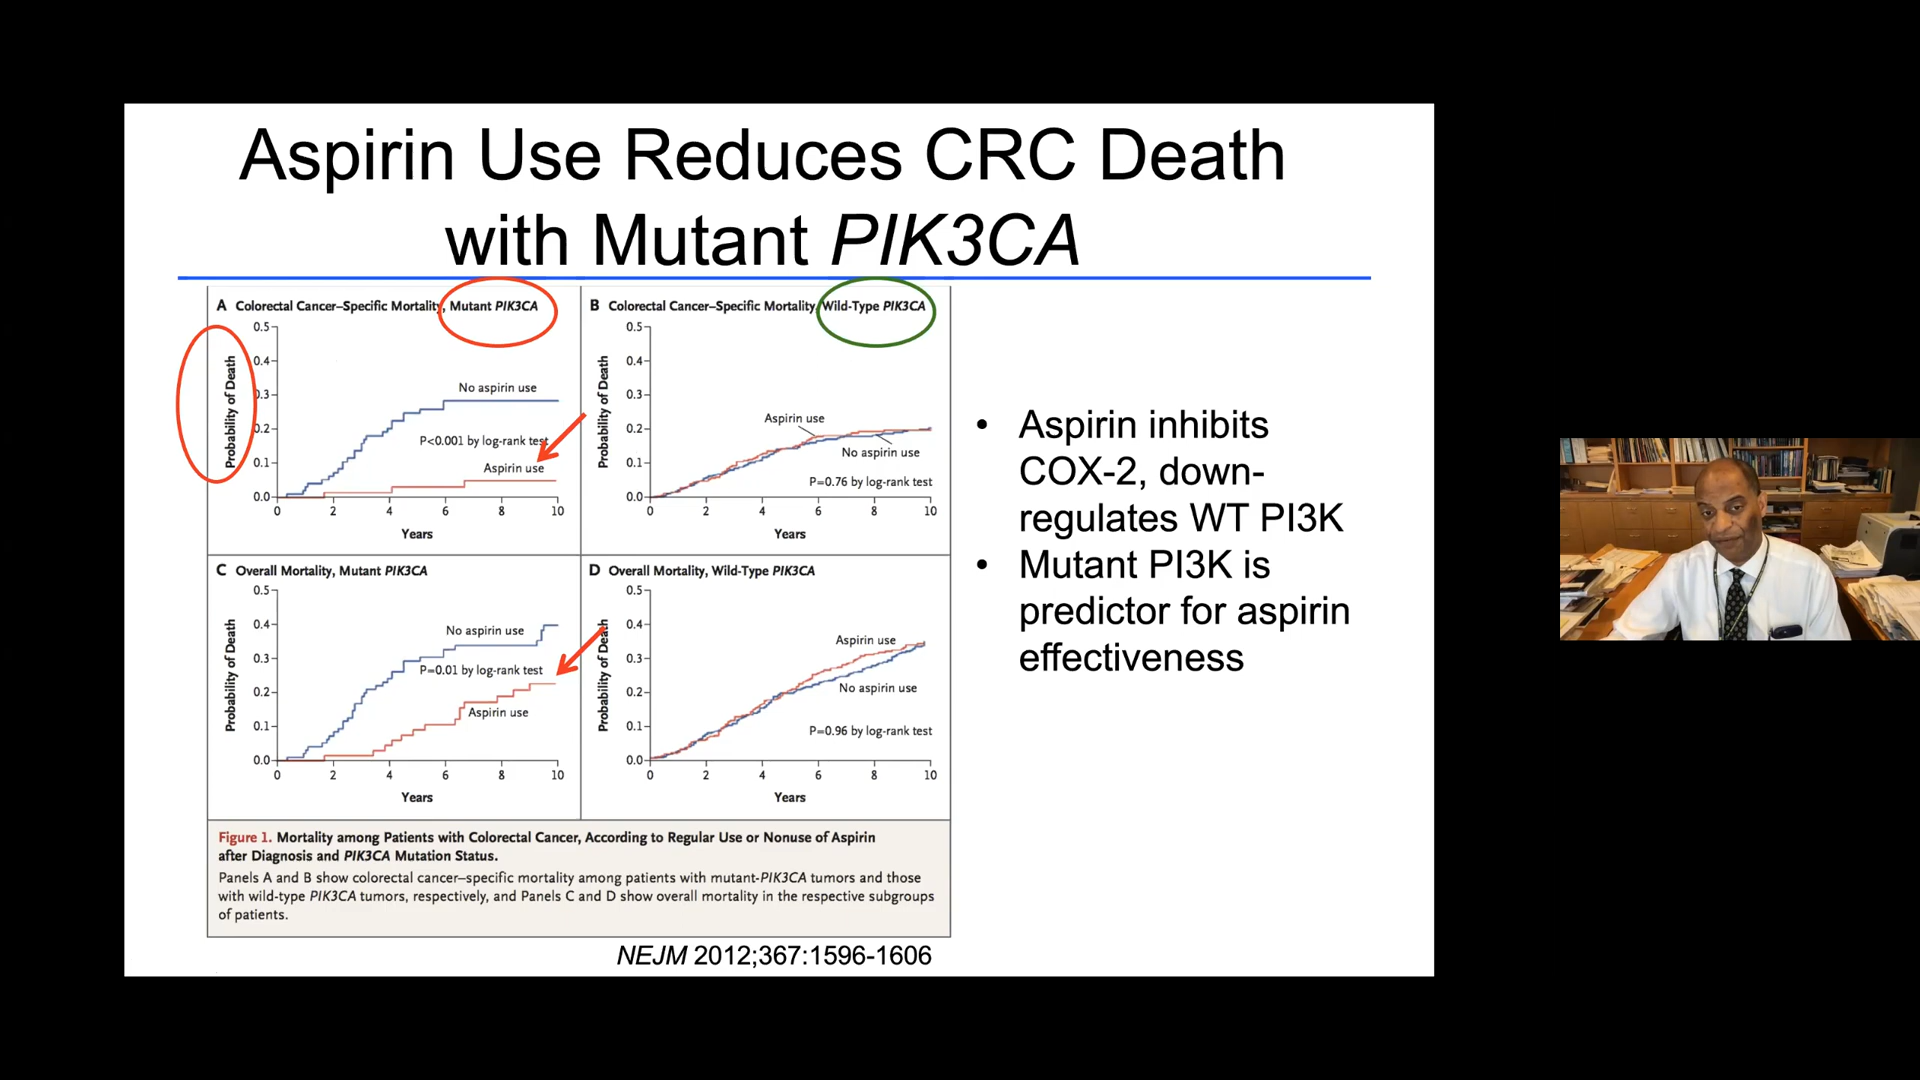 Aspirin Use Reduces CRC Death
with Mutant PIK3CA
A Colorectal Cancer–Specific Mortality, Mutant PIK3CA
Probability of Death
0.5
0.4
0.3
0.2
0.1
0.0
No aspirin use
P<0.001 by log-rank test
Aspirin use
0 2 4 6 8 10
Years
B Colorectal Cancer–Specific Mortality, Wild-Type PIK3CA
Probability of Death
0.5
0.4
0.3
0.2
0.1
0.0
Aspirin use
No aspirin use
P=0.76 by log-rank test
0 2 4 6 8 10
Years
C Overall Mortality, Mutant PIK3CA
Probability of Death
0.5
0.4
0.3
0.2
0.1
0.0
No aspirin use
P=0.01 by log-rank test
Aspirin use
0 2 4 6 8 10
Years
D Overall Mortality, Wild-Type PIK3CA
Probability of Death
0.5
0.4
0.3
0.2
0.1
0.0
Aspirin use
No aspirin use
P=0.96 by log-rank test
0 2 4 6 8 10
Years
Figure 1. Mortality among Patients with Colorectal Cancer, According to Regular Use or Nonuse of Aspirin
after Diagnosis and PIK3CA Mutation Status.
Panels A and B show colorectal cancer–specific mortality among patients with mutant-PIK3CA tumors and those
with wild-type PIK3CA tumors, respectively, and Panels C and D show overall mortality in the respective subgroups
of patients.
NEJM 2012;367:1596-1606
• Aspirin inhibits
COX-2, down-
regulates WT PI3K
• Mutant PI3K is
predictor for aspirin
effectiveness